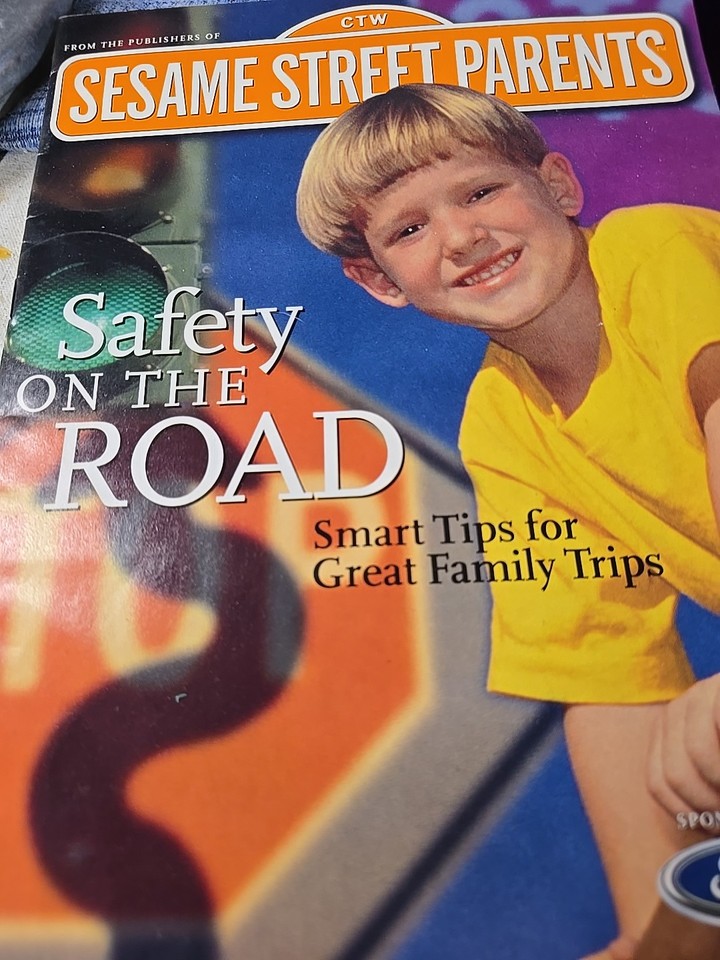 CTW
FROM THE PUBLISHERS OF
SESAME STREET PARENTS
Safety
ON THE
ROAD
Smart Tips for
Great Family Trips